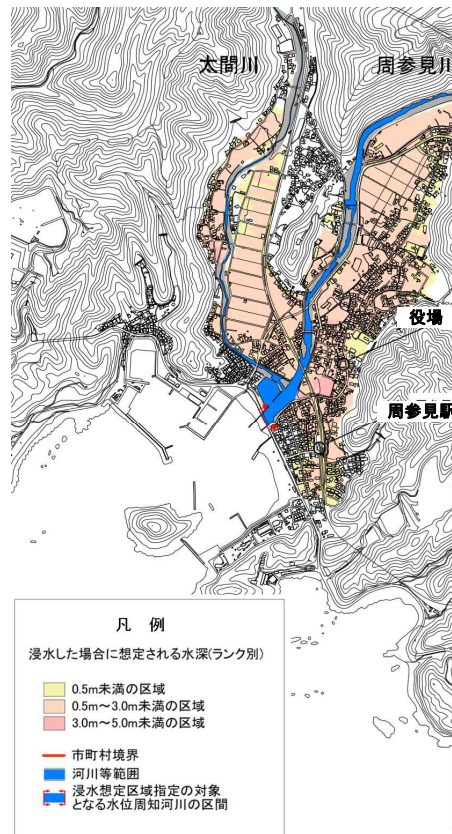 太間川
周参見川
役場
周参見駅
凡 例
浸水した場合に想定される水深(ランク別)
0.5m未満の区域
0.5m～3.0m未満の区域
3.0m～5.0m未満の区域
市町村境界
河川等範囲
浸水想定区域指定の対象
となる水位周知河川の区間